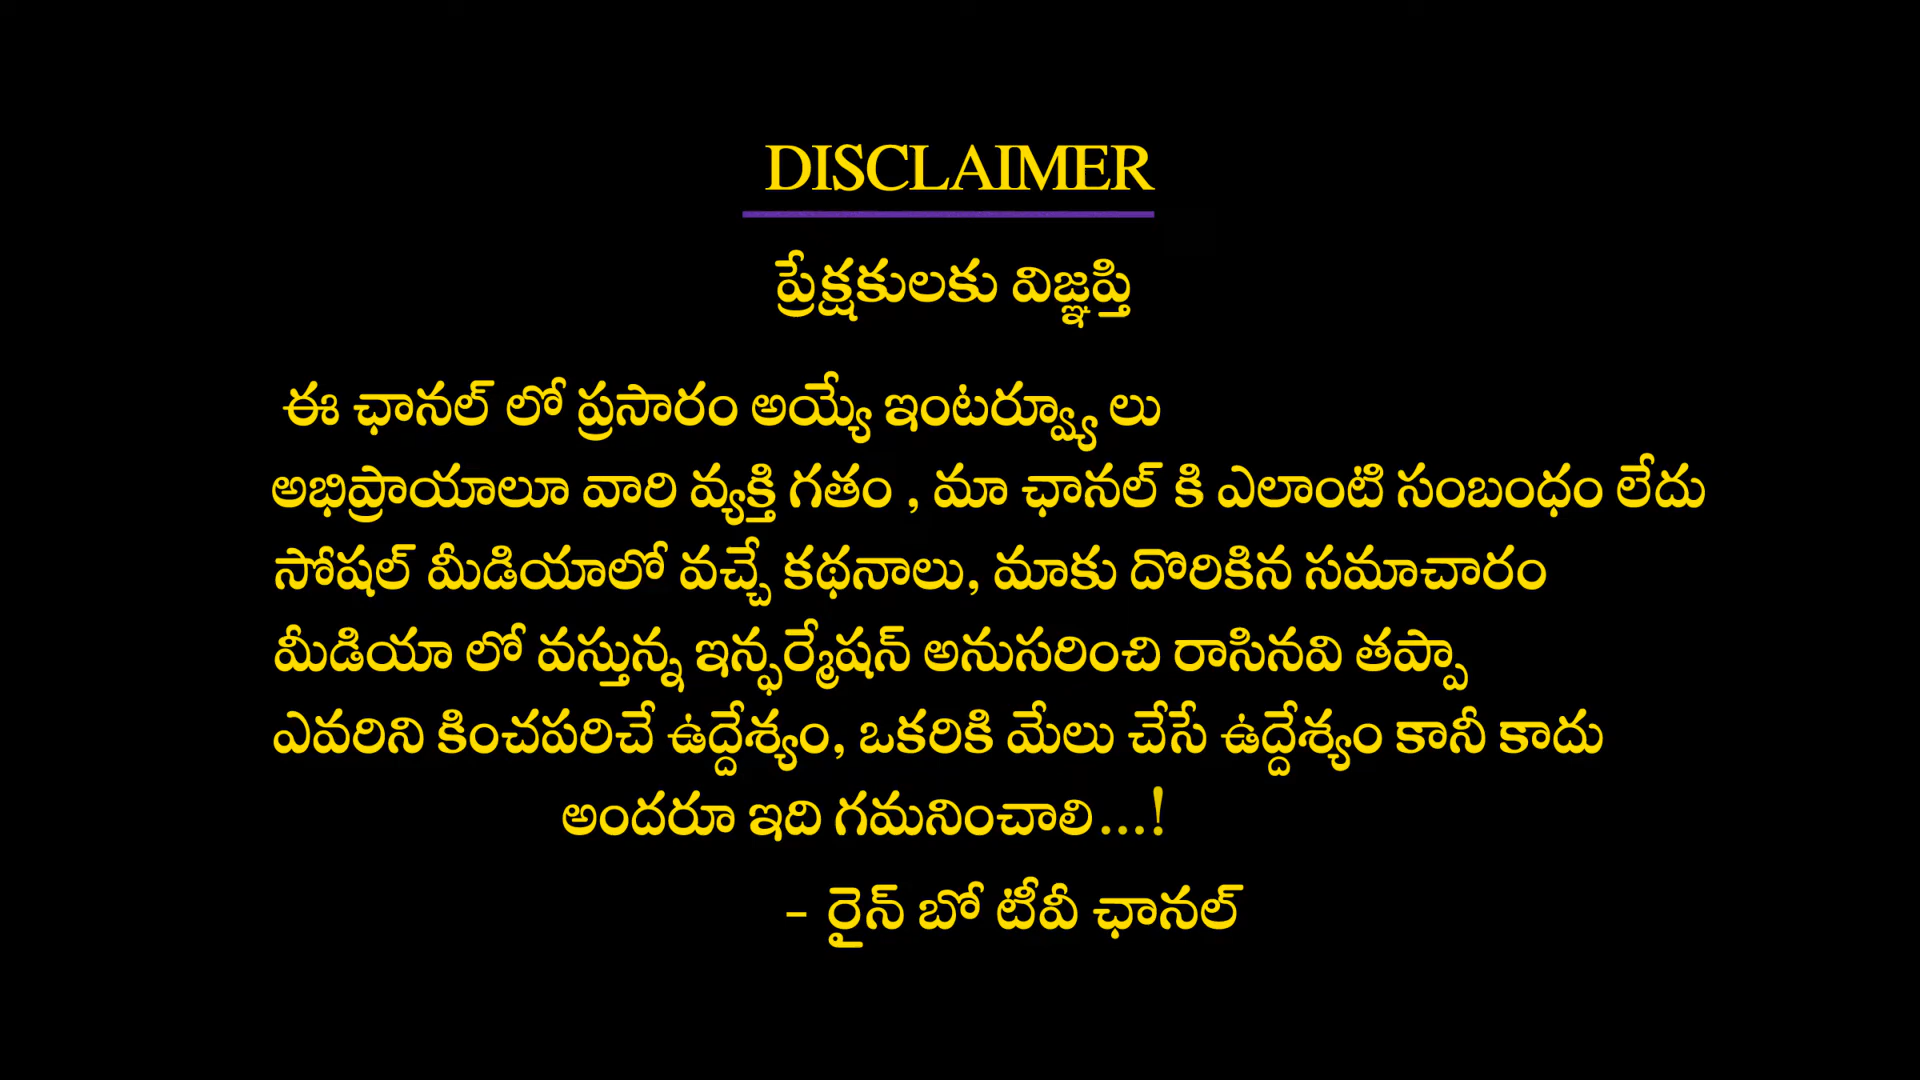 DISCLAIMER
ప్రేక్షకులకు విజ్ఞప్తి
ఈ ఛానల్ లో ప్రసారం అయ్యే ఇంటర్వ్యూ లు
అభిప్రాయాలూ వారి వ్యక్తి గతం , మా ఛానల్ కి ఎలాంటి సంబంధం లేదు
సోషల్ మీడియాలో వచ్చే కథనాలు, మాకు దొరికిన సమాచారం
మీడియా లో వస్తున్న ఇన్ఫర్మేషన్ అనుసరించి రాసినవి తప్పా
ఎవరిని కించపరిచే ఉద్దేశ్యం, ఒకరికి మేలు చేసే ఉద్దేశ్యం కానీ కాదు
అందరూ ఇది గమనించాలి...!
- రైన్ బో టీవీ ఛానల్